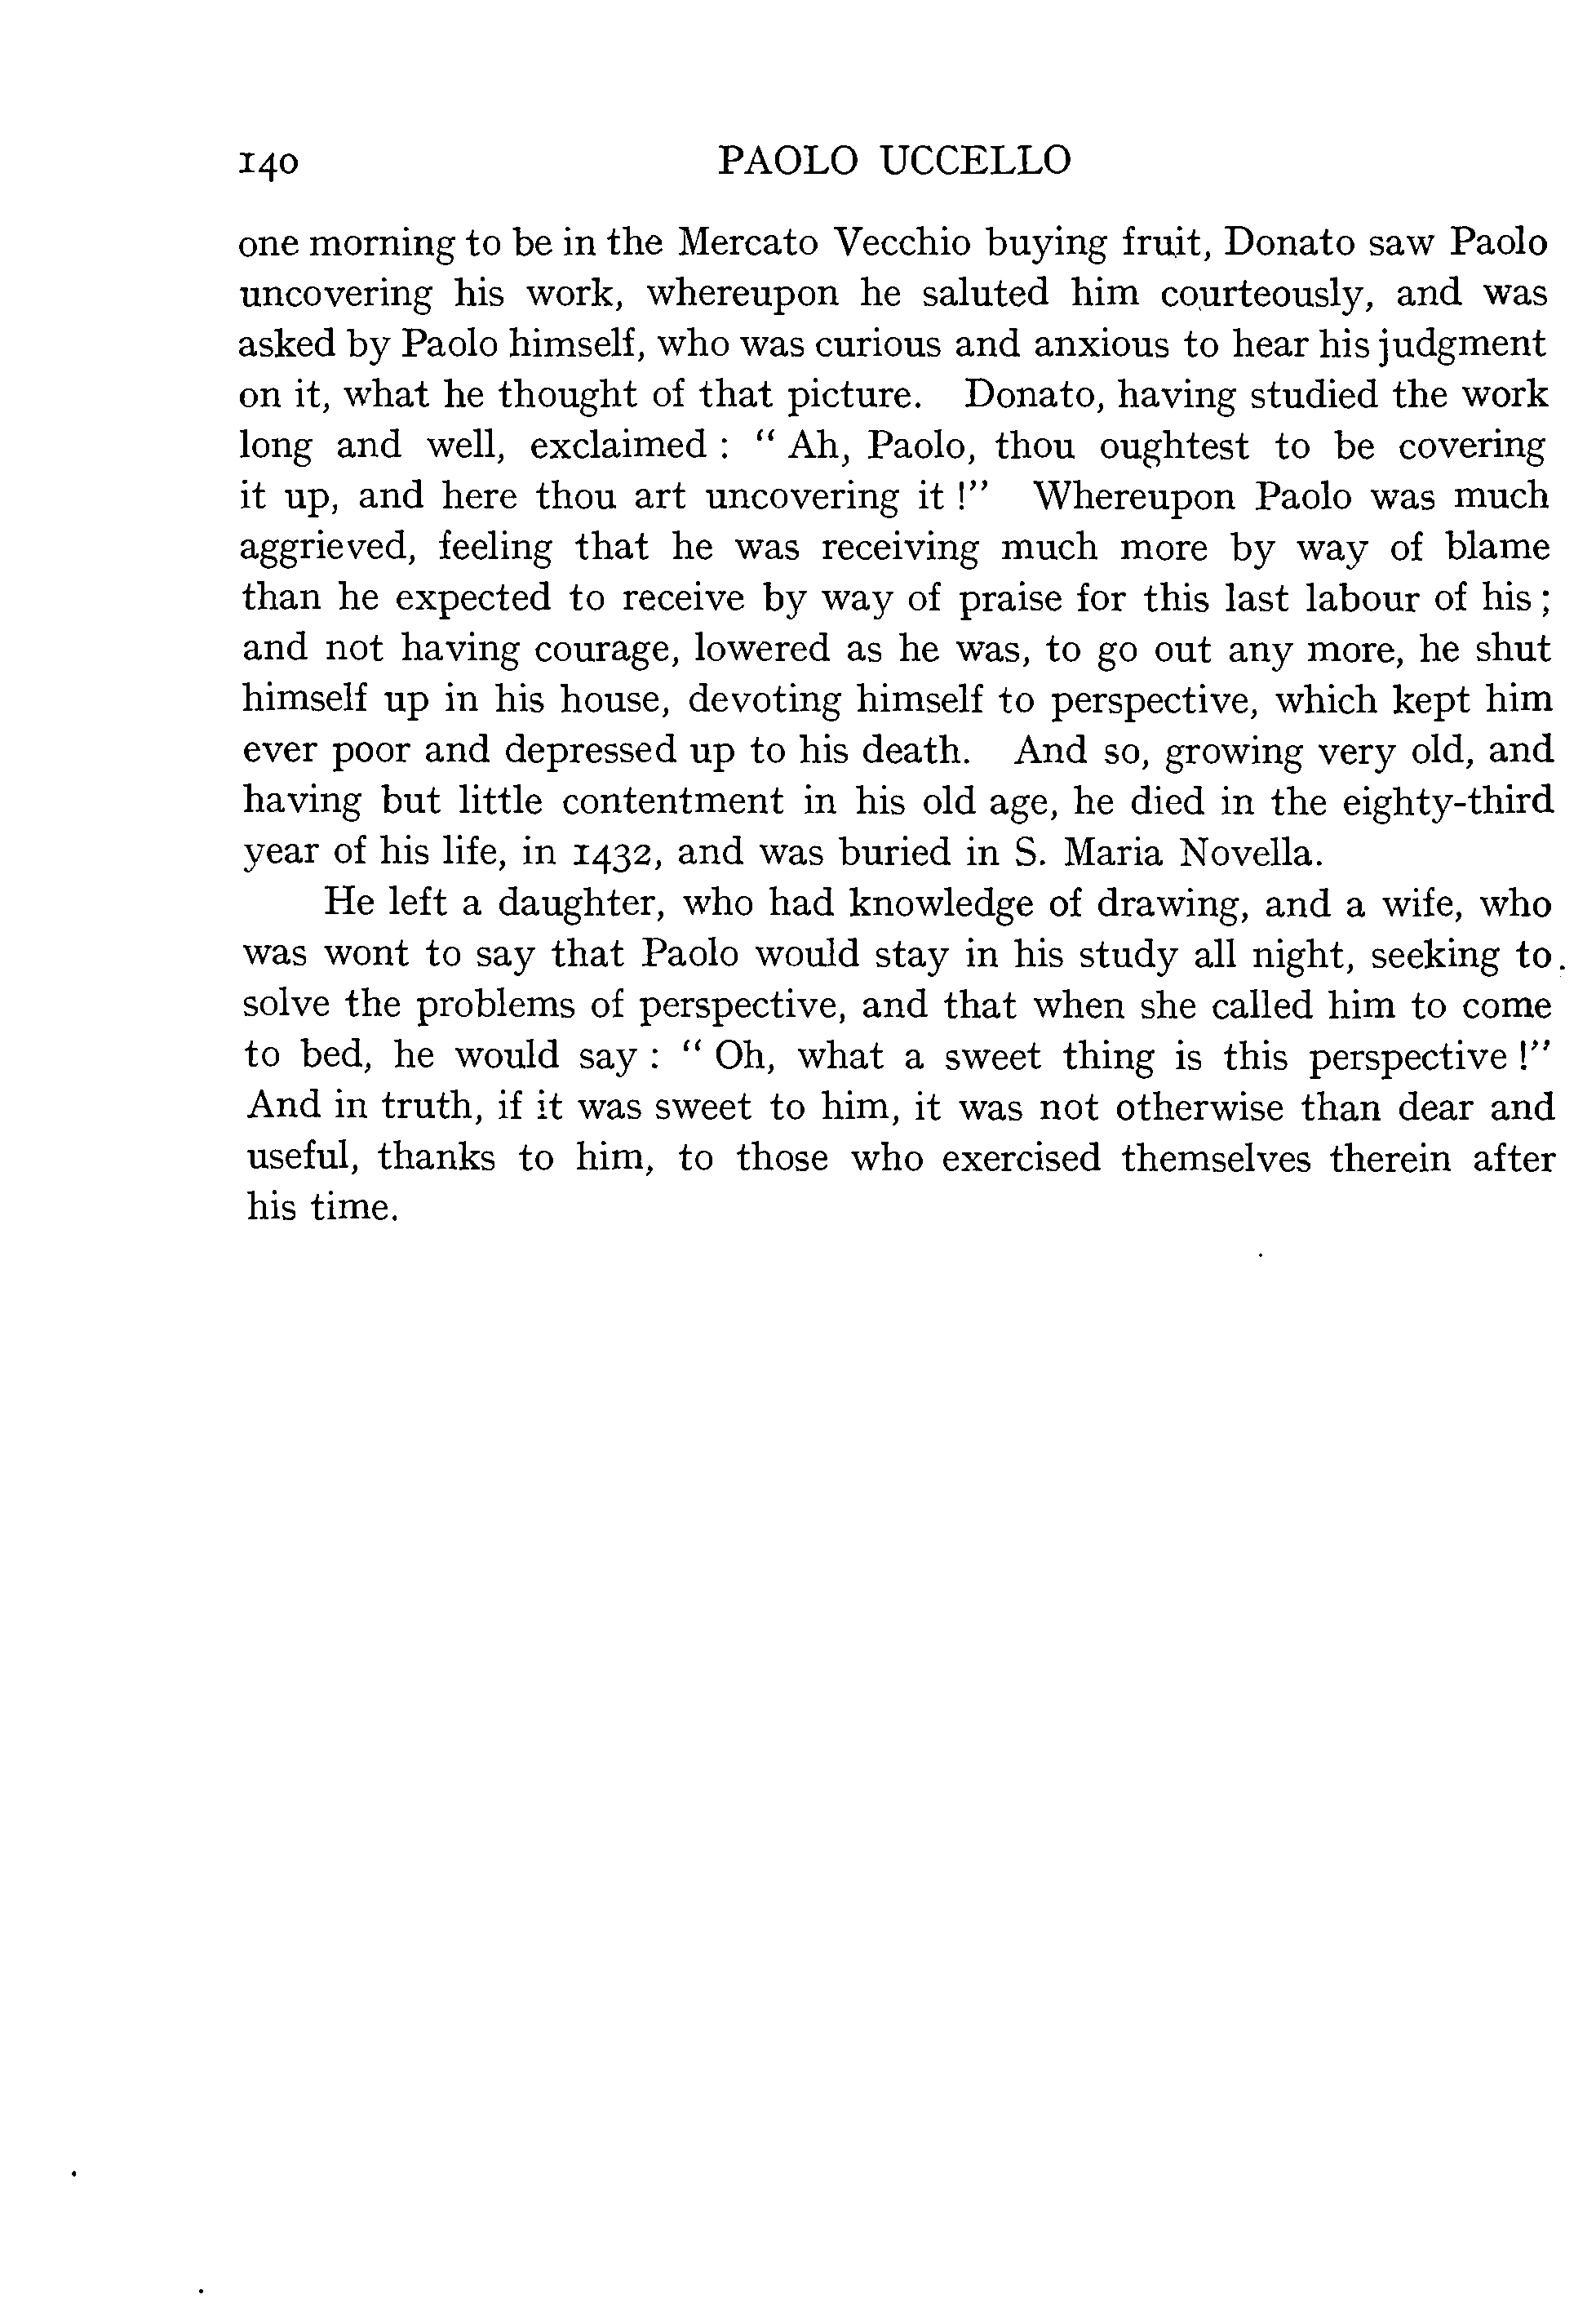 140 PAOLO UCCELLO
one morning to be in the Mercato Vecchio buying fruit, Donato saw Paolo
uncovering his work, whereupon he saluted him courteously, and was
asked by Paolo himself, who was curious and anxious to hear his judgment
on it, what he thought of that picture. Donato, having studied the work
long and well, exclaimed : “ Ah, Paolo, thou oughtest to be covering
it up, and here thou art uncovering it !” Whereupon Paolo was much
aggrieved, feeling that he was receiving much more by way of blame
than he expected to receive by way of praise for this last labour of his ;
and not having courage, lowered as he was, to go out any more, he shut
himself up in his house, devoting himself to perspective, which kept him
ever poor and depressed up to his death. And so, growing very old, and
having but little contentment in his old age, he died in the eighty-third
year of his life, in 1432, and was buried in S. Maria Novella.
He left a daughter, who had knowledge of drawing, and a wife, who
was wont to say that Paolo would stay in his study all night, seeking to
solve the problems of perspective, and that when she called him to come
to bed, he would say : “ Oh, what a sweet thing is this perspective !”
And in truth, if it was sweet to him, it was not otherwise than dear and
useful, thanks to him, to those who exercised themselves therein after
his time.